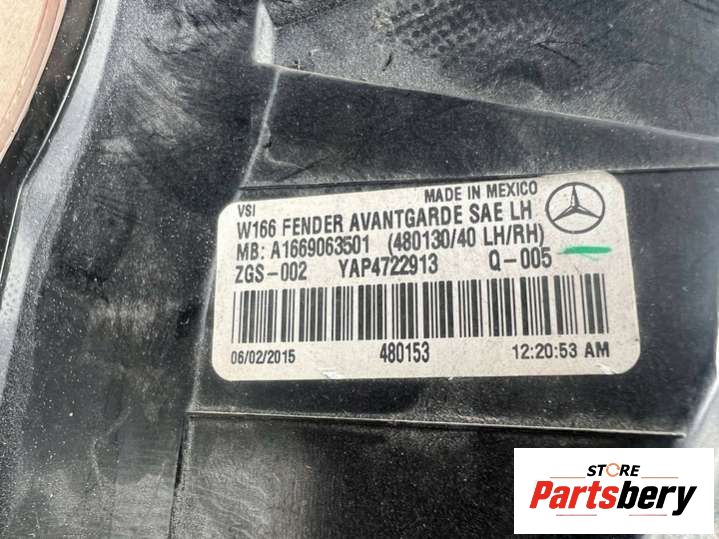 VSI MADE IN MEXICO
W166 FENDER AVANTGARDE SAE LH
MB: A1669063501 (480130/40 LH/RH)
ZGS-002 YAP4722913 Q-005
06/02/2015 480153 12:20:53 AM
STORE
Partsbery